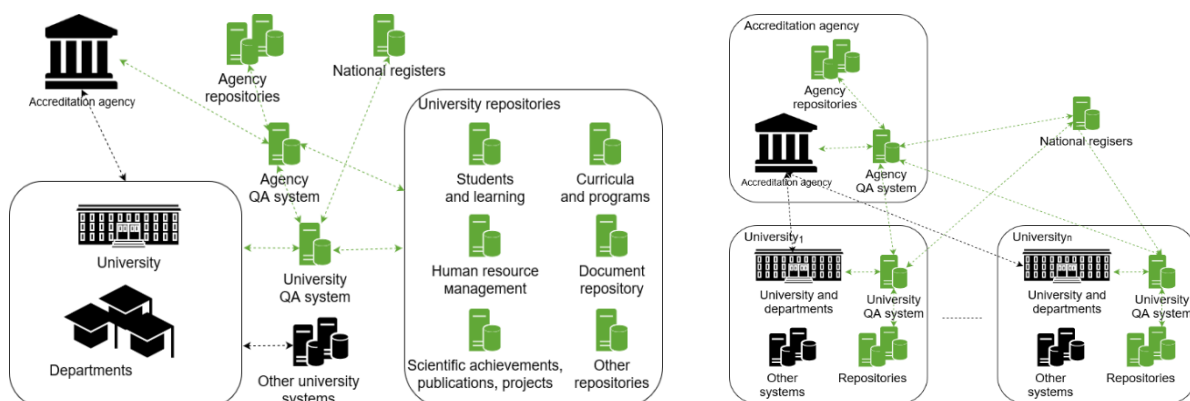 Accreditation agency
Agency
repositories
National registers
Agency
QA system
University
Departments
University
QA system
Other university
systems
University repositories
Students
and learning
Curricula
and programs
Human resource
мanagement
Document
repository
Scientific achievements,
publications, projects
Other
repositories
Accreditation agency
Agency
repositories
Accreditation agency
Agency
QA system
National regisers
University1
University and
departments
University
QA system
Other
systems
Repositories
Universityn
University and
departments
University
QA system
Other
systems
Repositories